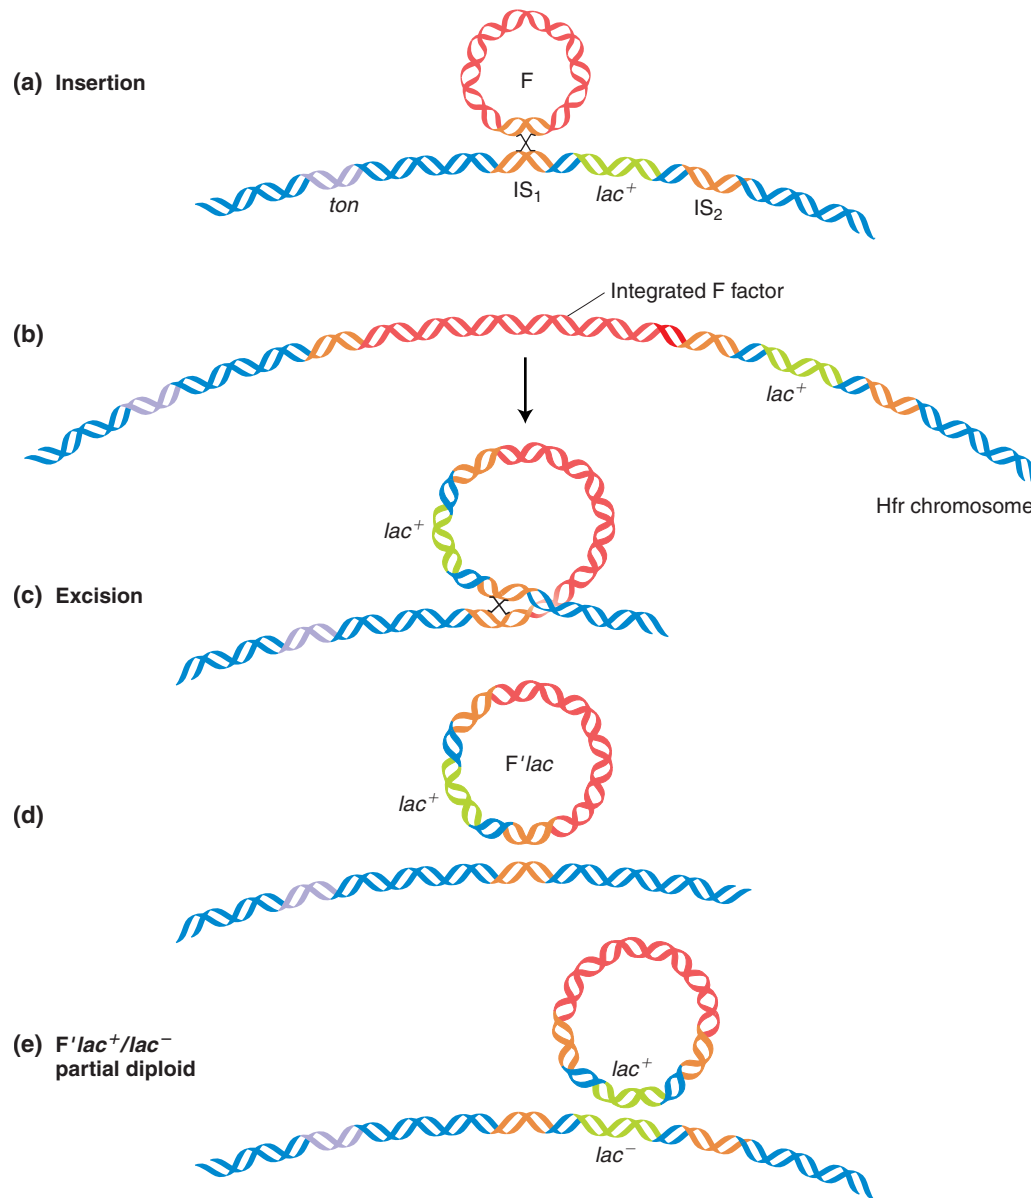 (a) Insertion
F
ton
IS1
lac+
IS2
Integrated F factor
(b)
lac+
Hfr chromosome
lac+
(c) Excision
F'lac
lac+
(d)
(e) F'lac+/lac−
partial diploid
lac+
lac−